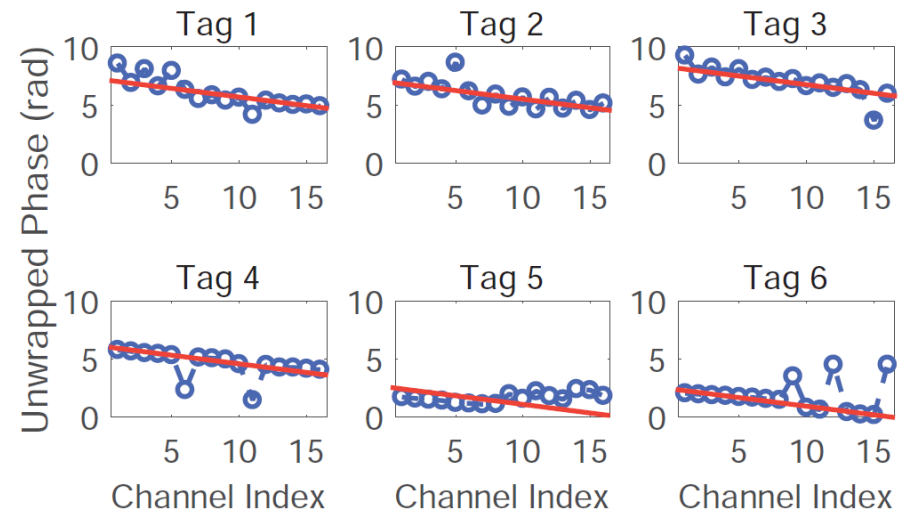 Tag 1 Tag 2 Tag 3
10 10 10
5 5 5
0 0 0
5 10 15 5 10 15 5 10 15
Unwrapped Phase (rad)
Tag 4 Tag 5 Tag 6
10 10 10
5 5 5
0 0 0
5 10 15 5 10 15 5 10 15
Channel Index Channel Index Channel Index